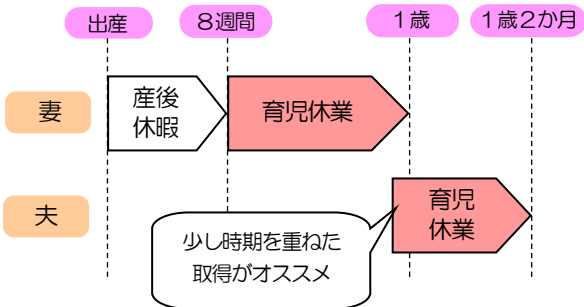 出産
8週間
1歳
1歳2か月
妻
産後
休暇
育児休業
夫
育児
休業
少し時期を重ねた
取得がオススメ